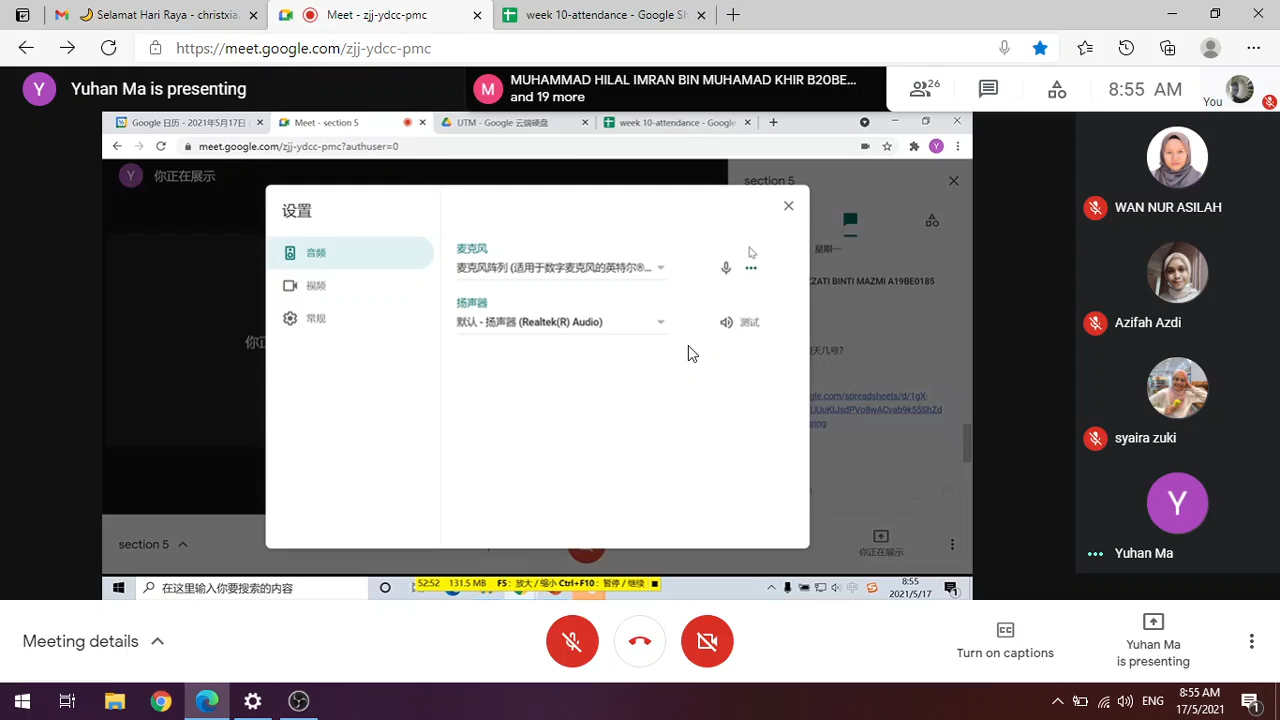 🌙 Selamat Hari Raya - christxia
Meet - zjj-ydcc-pmc
week 10-attendance - Google Sh
https://meet.google.com/zjj-ydcc-pmc
Y
Yuhan Ma is presenting
M
MUHAMMAD HILAL IMRAN BIN MUHAMAD KHIR B20BE...
and 19 more
26
8:55 AM
You
Google 日历 - 2021年5月17日
Meet - section 5
UTM - Google 云端硬盘
week 10-attendance - Google
meet.google.com/zjj-ydcc-pmc?authuser=0
Y
Y
你正在展示
section 5
设置
音频
视频
常规
麦克风
麦克风阵列 (适用于数字麦克风的英特尔®...
扬声器
默认 - 扬声器 (Realtek(R) Audio)
测试
星期一
ZATI BINTI MAZMI A19BE0185
天几号?
gle.com/spreadsheets/d/1gX-
ring
你正
section 5
你正在展示
在这里输入你要搜索的内容
52:52 131.5 MB F5: 放大 / 缩小 Ctrl+F10: 暂停 / 继续
8:55
2021/5/17
1
WAN NUR ASILAH
Azifah Azdi
syaira zuki
Y
Yuhan Ma
Meeting details
CC
Turn on captions
Yuhan Ma
is presenting
ENG
8:55 AM
17/5/2021
1